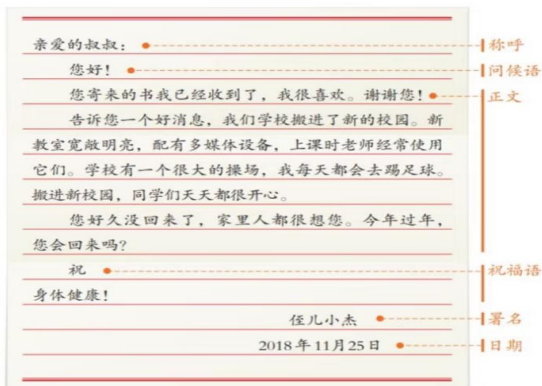 亲爱的叔叔： 称呼
您好！ 问候语
您寄来的书我已经收到了，我很喜欢。谢谢您！ 正文
告诉您一个好消息，我们学校搬进了新的校园。新
教室宽敞明亮，配有多媒体设备，上课时老师经常使用
它们。学校有一个很大的操场，我每天都会去踢足球。
搬进新校园，同学们天天都很开心。
您好久没回来了，家里人都很想您。今年过年，
您会回来吗？
祝 祝福语
身体健康！
侄儿小杰 署名
2018年11月25日 日期